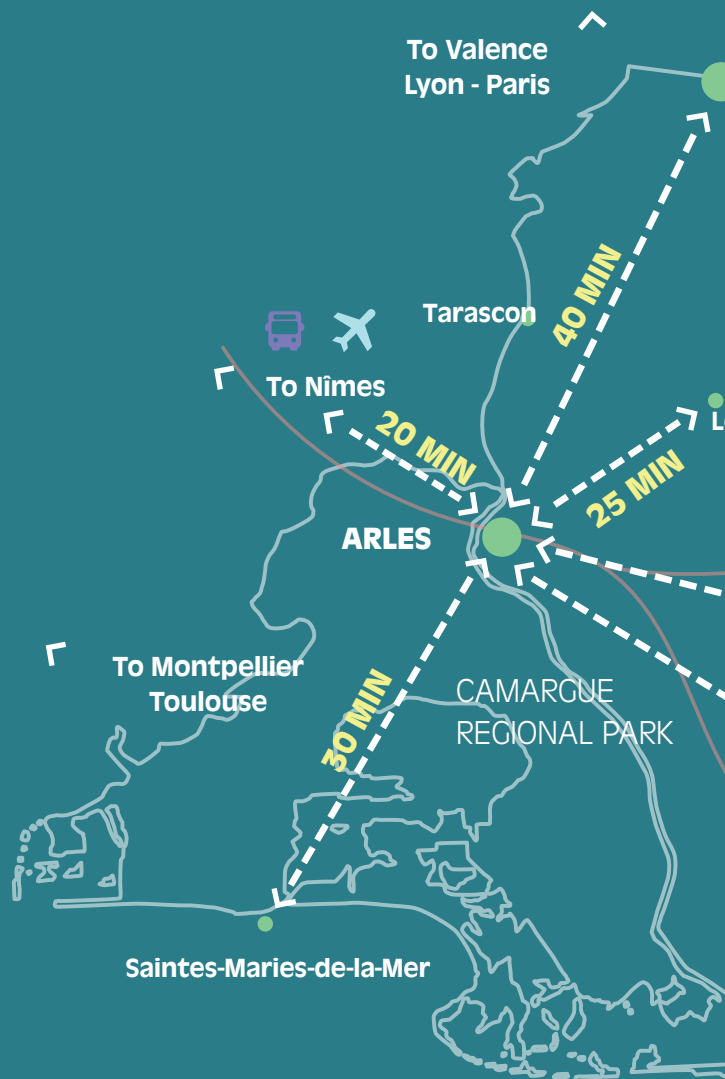 To Valence
Lyon - Paris
40 MIN
Tarascon
To Nîmes
20 MIN
25 MIN
ARLES
To Montpellier
Toulouse
30 MIN
CAMARGUE
REGIONAL PARK
Saintes-Maries-de-la-Mer